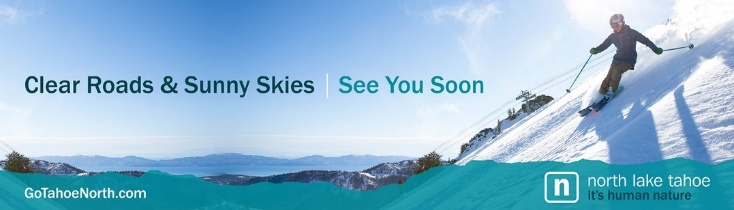 Clear Roads & Sunny Skies | See You Soon
GoTahoeNorth.com
n north lake tahoe
it's human nature